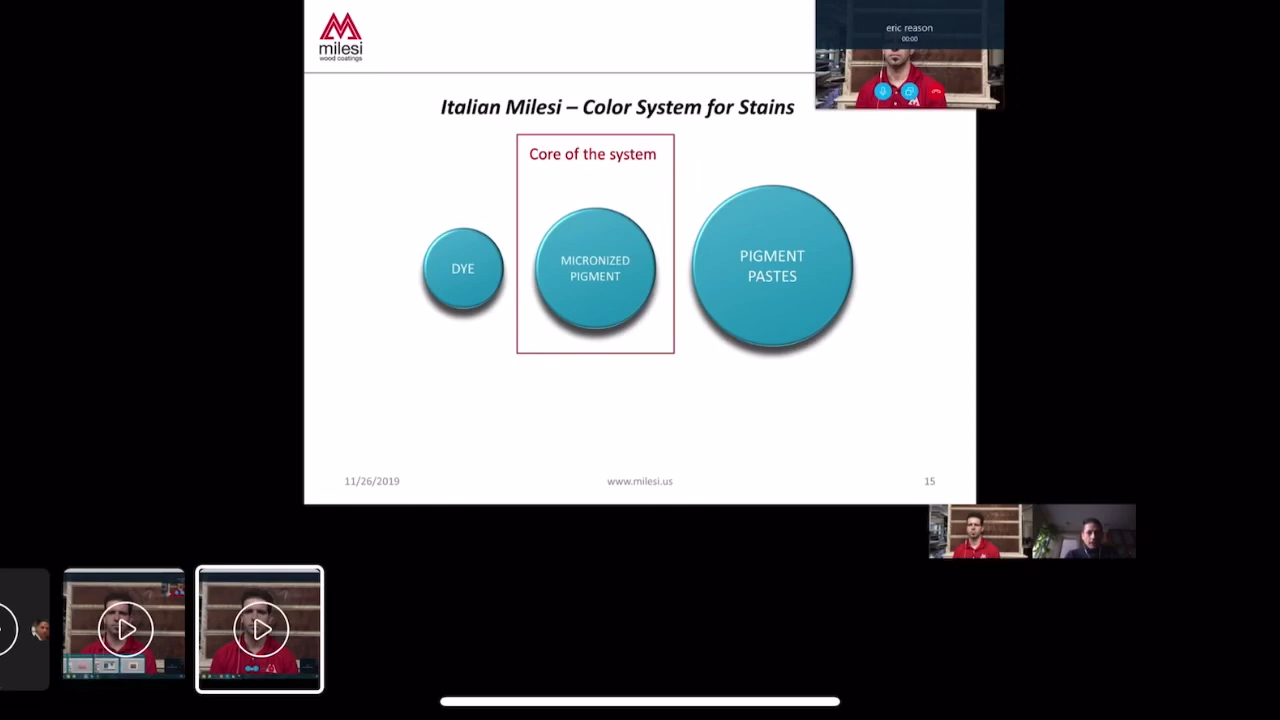 milesi
wood coatings
eric reason
00:00
Italian Milesi – Color System for Stains
Core of the system
DYE
MICRONIZED
PIGMENT
PIGMENT
PASTES
11/26/2019
www.milesi.us
15